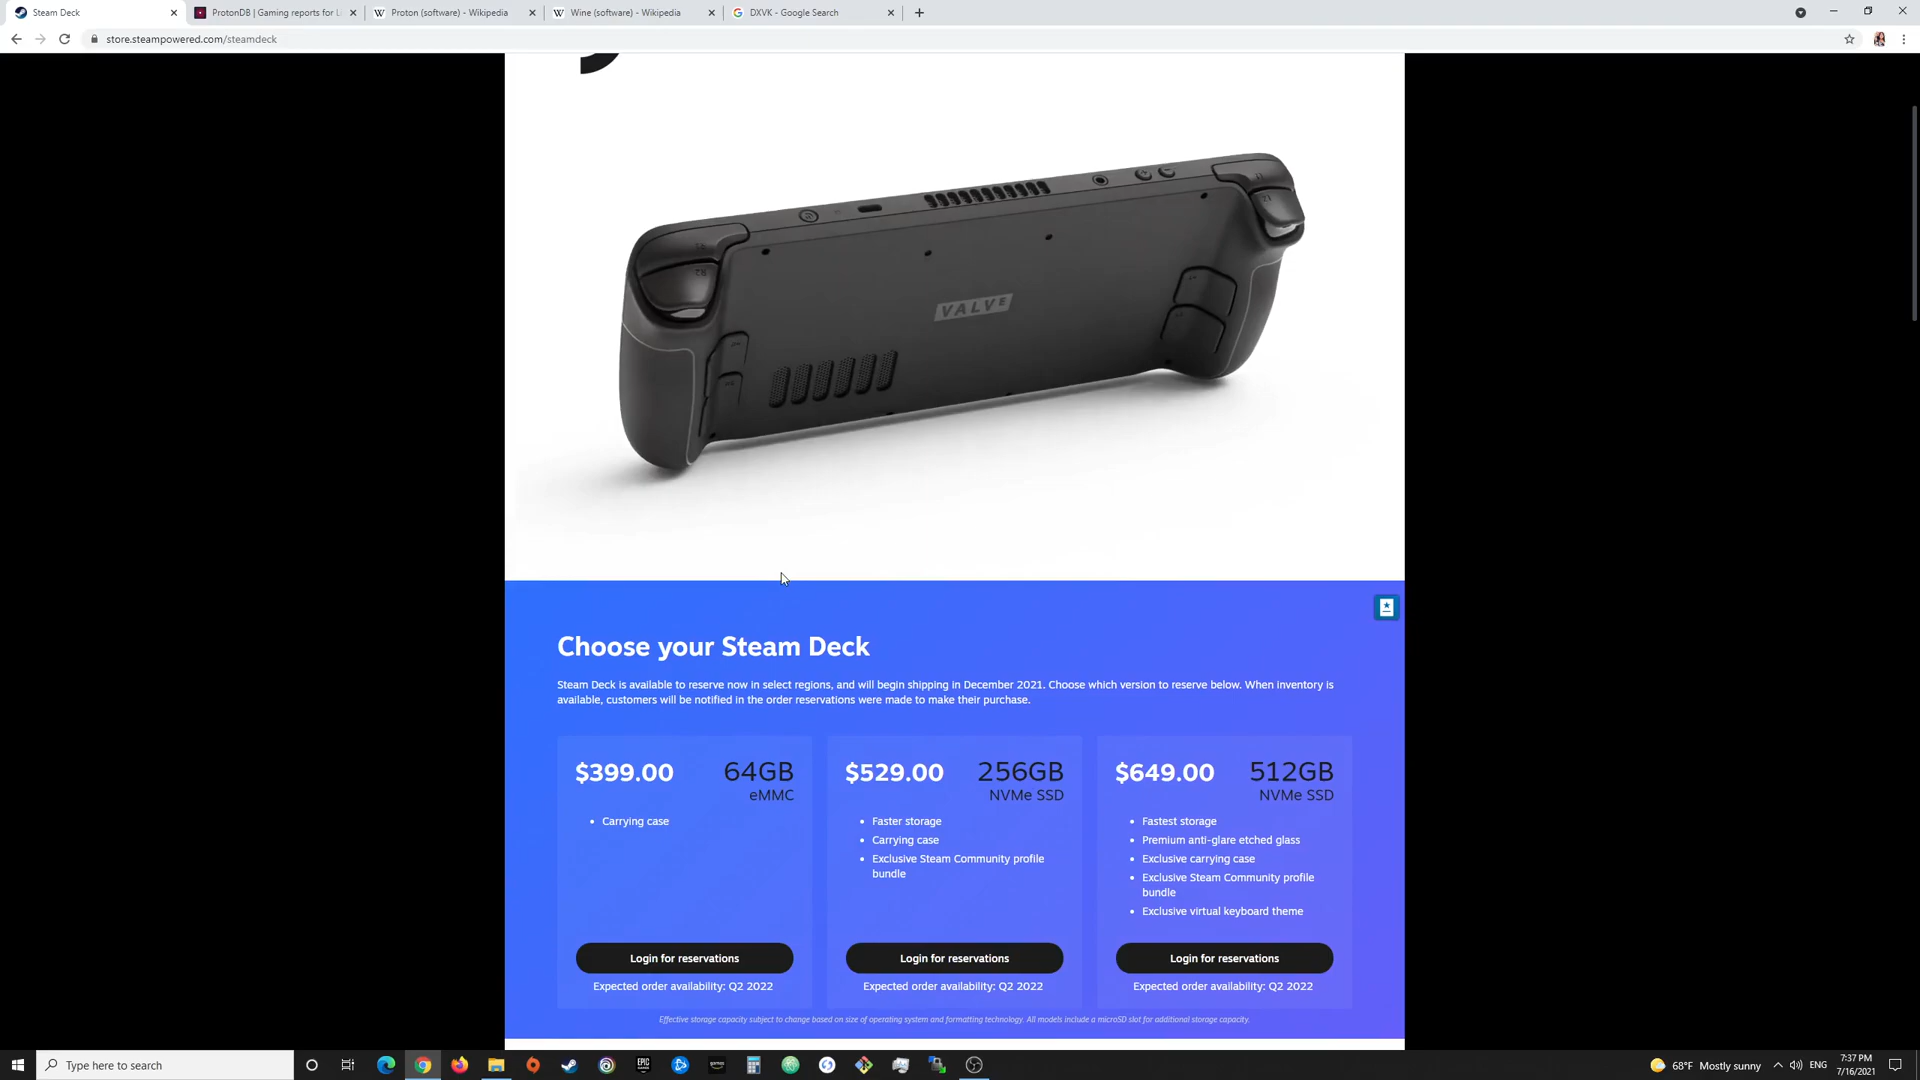 Steam Deck
ProtonDB | Gaming reports for Li
Proton (software) - Wikipedia
Wine (software) - Wikipedia
DXVK - Google Search
store.steampowered.com/steamdeck
VALVE
Choose your Steam Deck
Steam Deck is available to reserve now in select regions, and will begin shipping in December 2021. Choose which version to reserve below. When inventory is
available, customers will be notified in the order reservations were made to make their purchase.
$399.00
64GB
eMMC
• Carrying case
Login for reservations
Expected order availability: Q2 2022
$529.00
256GB
NVMe SSD
• Faster storage
• Carrying case
• Exclusive Steam Community profile
bundle
Login for reservations
Expected order availability: Q2 2022
$649.00
512GB
NVMe SSD
• Fastest storage
• Premium anti-glare etched glass
• Exclusive carrying case
• Exclusive Steam Community profile
bundle
• Exclusive virtual keyboard theme
Login for reservations
Expected order availability: Q2 2022
Effective storage capacity subject to change based on size of operating system and formatting technology. All models include a microSD slot for additional storage capacity.
Type here to search
EPIC
68°F Mostly sunny
ENG
7:37 PM
7/16/2021